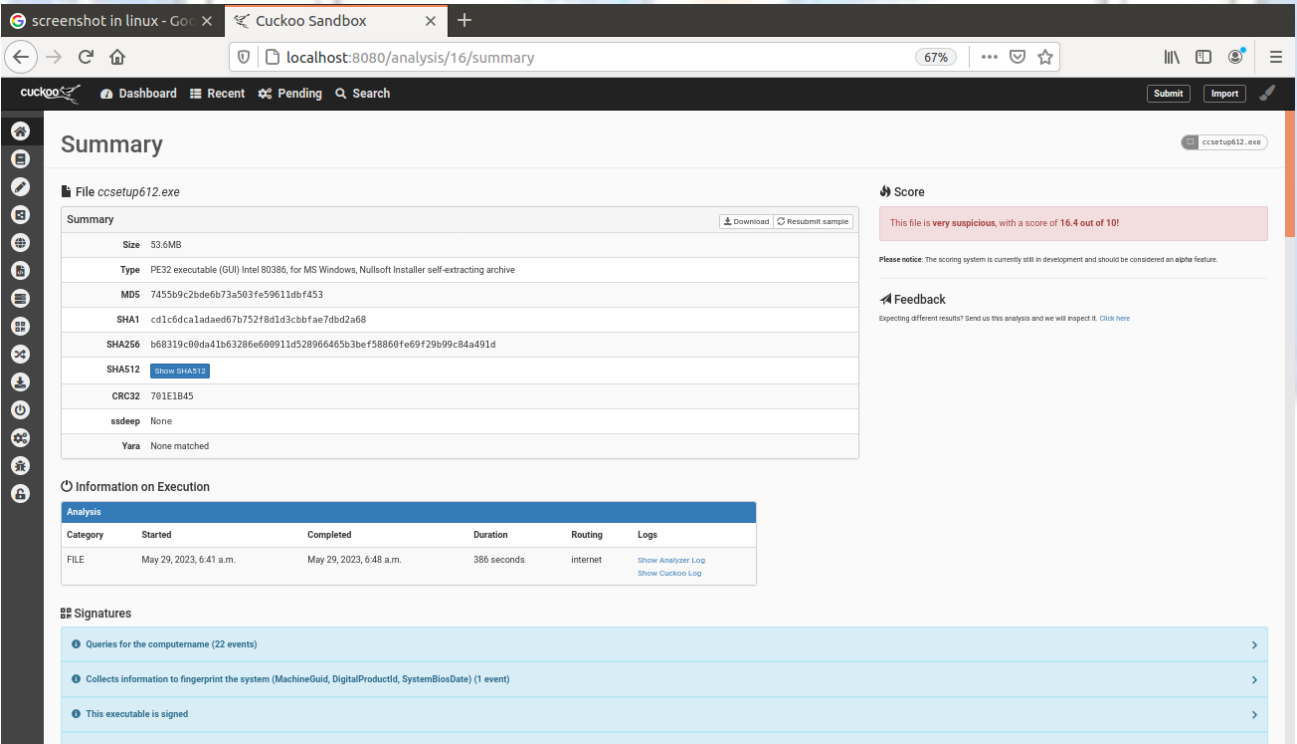 screenshot in linux - Goo
Cuckoo Sandbox
localhost:8080/analysis/16/summary
67%
cuckoo
Dashboard Recent Pending Search
Submit Import
Summary
ccsetup612.exe
File ccsetup612.exe
Summary
Download Resubmit sample
Size 53.6MB
Type PE32 executable (GUI) Intel 80386, for MS Windows, Nullsoft Installer self-extracting archive
MD5 7455b9c2bde6b73a503fe59611dbf453
SHA1 cd1c6dca1adaed67b752f8d1d3cbbfae7dbd2a68
SHA256 b68319c00da41b63286e600911d528966465b3bef58860fe69f29b99c84a491d
SHA512 Show SHA512
CRC32 701E1B45
ssdeep None
Yara None matched
Score
This file is very suspicious, with a score of 16.4 out of 10!
Please notice: The scoring system is currently still in development and should be considered an alpha feature.
Feedback
Expecting different results? Send us this analysis and we will inspect it. Click here
Information on Execution
Analysis
Category Started Completed Duration Routing Logs
FILE May 29, 2023, 6:41 a.m. May 29, 2023, 6:48 a.m. 386 seconds internet Show Analyzer Log
Show Cuckoo Log
Signatures
Queries for the computername (22 events)
Collects information to fingerprint the system (MachineGuid, DigitalProductId, SystemBiosDate) (1 event)
This executable is signed